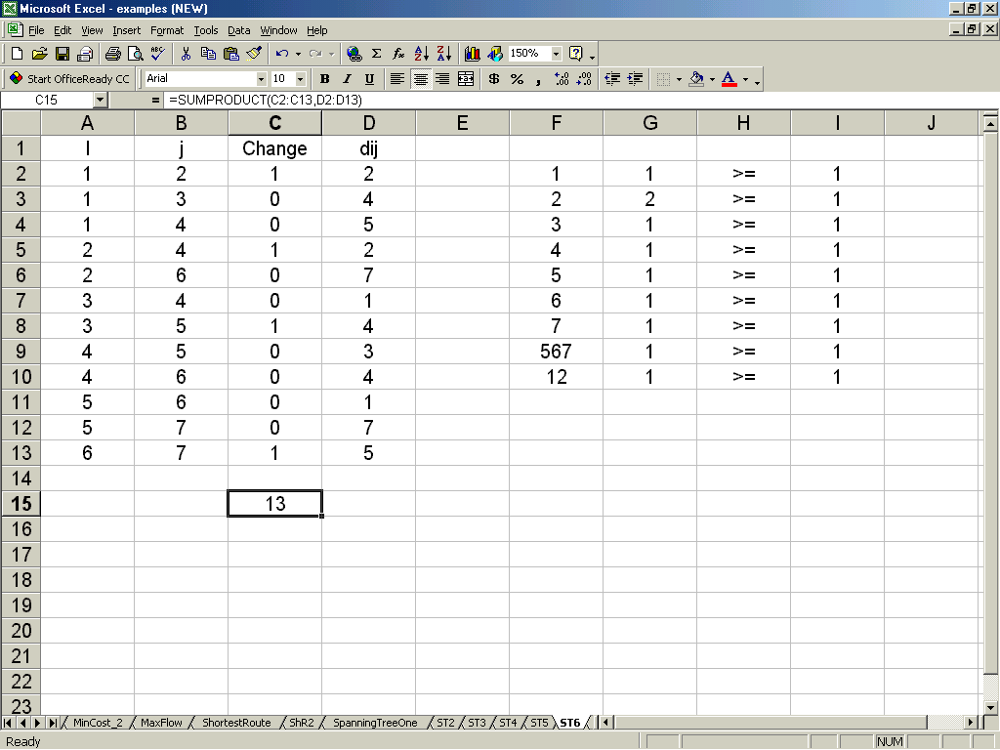 Microsoft Excel - examples (NEW)
File Edit View Insert Format Tools Data Window Help
ABC 150%
Start OfficeReady CC Arial 10 B I U $ % , .00 .00 A
C15 = =SUMPRODUCT(C2:C13,D2:D13)
A B C D E F G H I J
1 I j Change dij
2 1 2 1 2 1 1 >= 1
3 1 3 0 4 2 2 >= 1
4 1 4 0 5 3 1 >= 1
5 2 4 1 2 4 1 >= 1
6 2 6 0 7 5 1 >= 1
7 3 4 0 1 6 1 >= 1
8 3 5 1 4 7 1 >= 1
9 4 5 0 3 567 1 >= 1
10 4 6 0 4 12 1 >= 1
11 5 6 0 1
12 5 7 0 7
13 6 7 1 5
14
15 13
16
17
18
19
20
21
22
23
MinCost_2 MaxFlow ShortestRoute ShR2 SpanningTreeOne ST2 ST3 ST4 ST5 ST6
Ready NUM